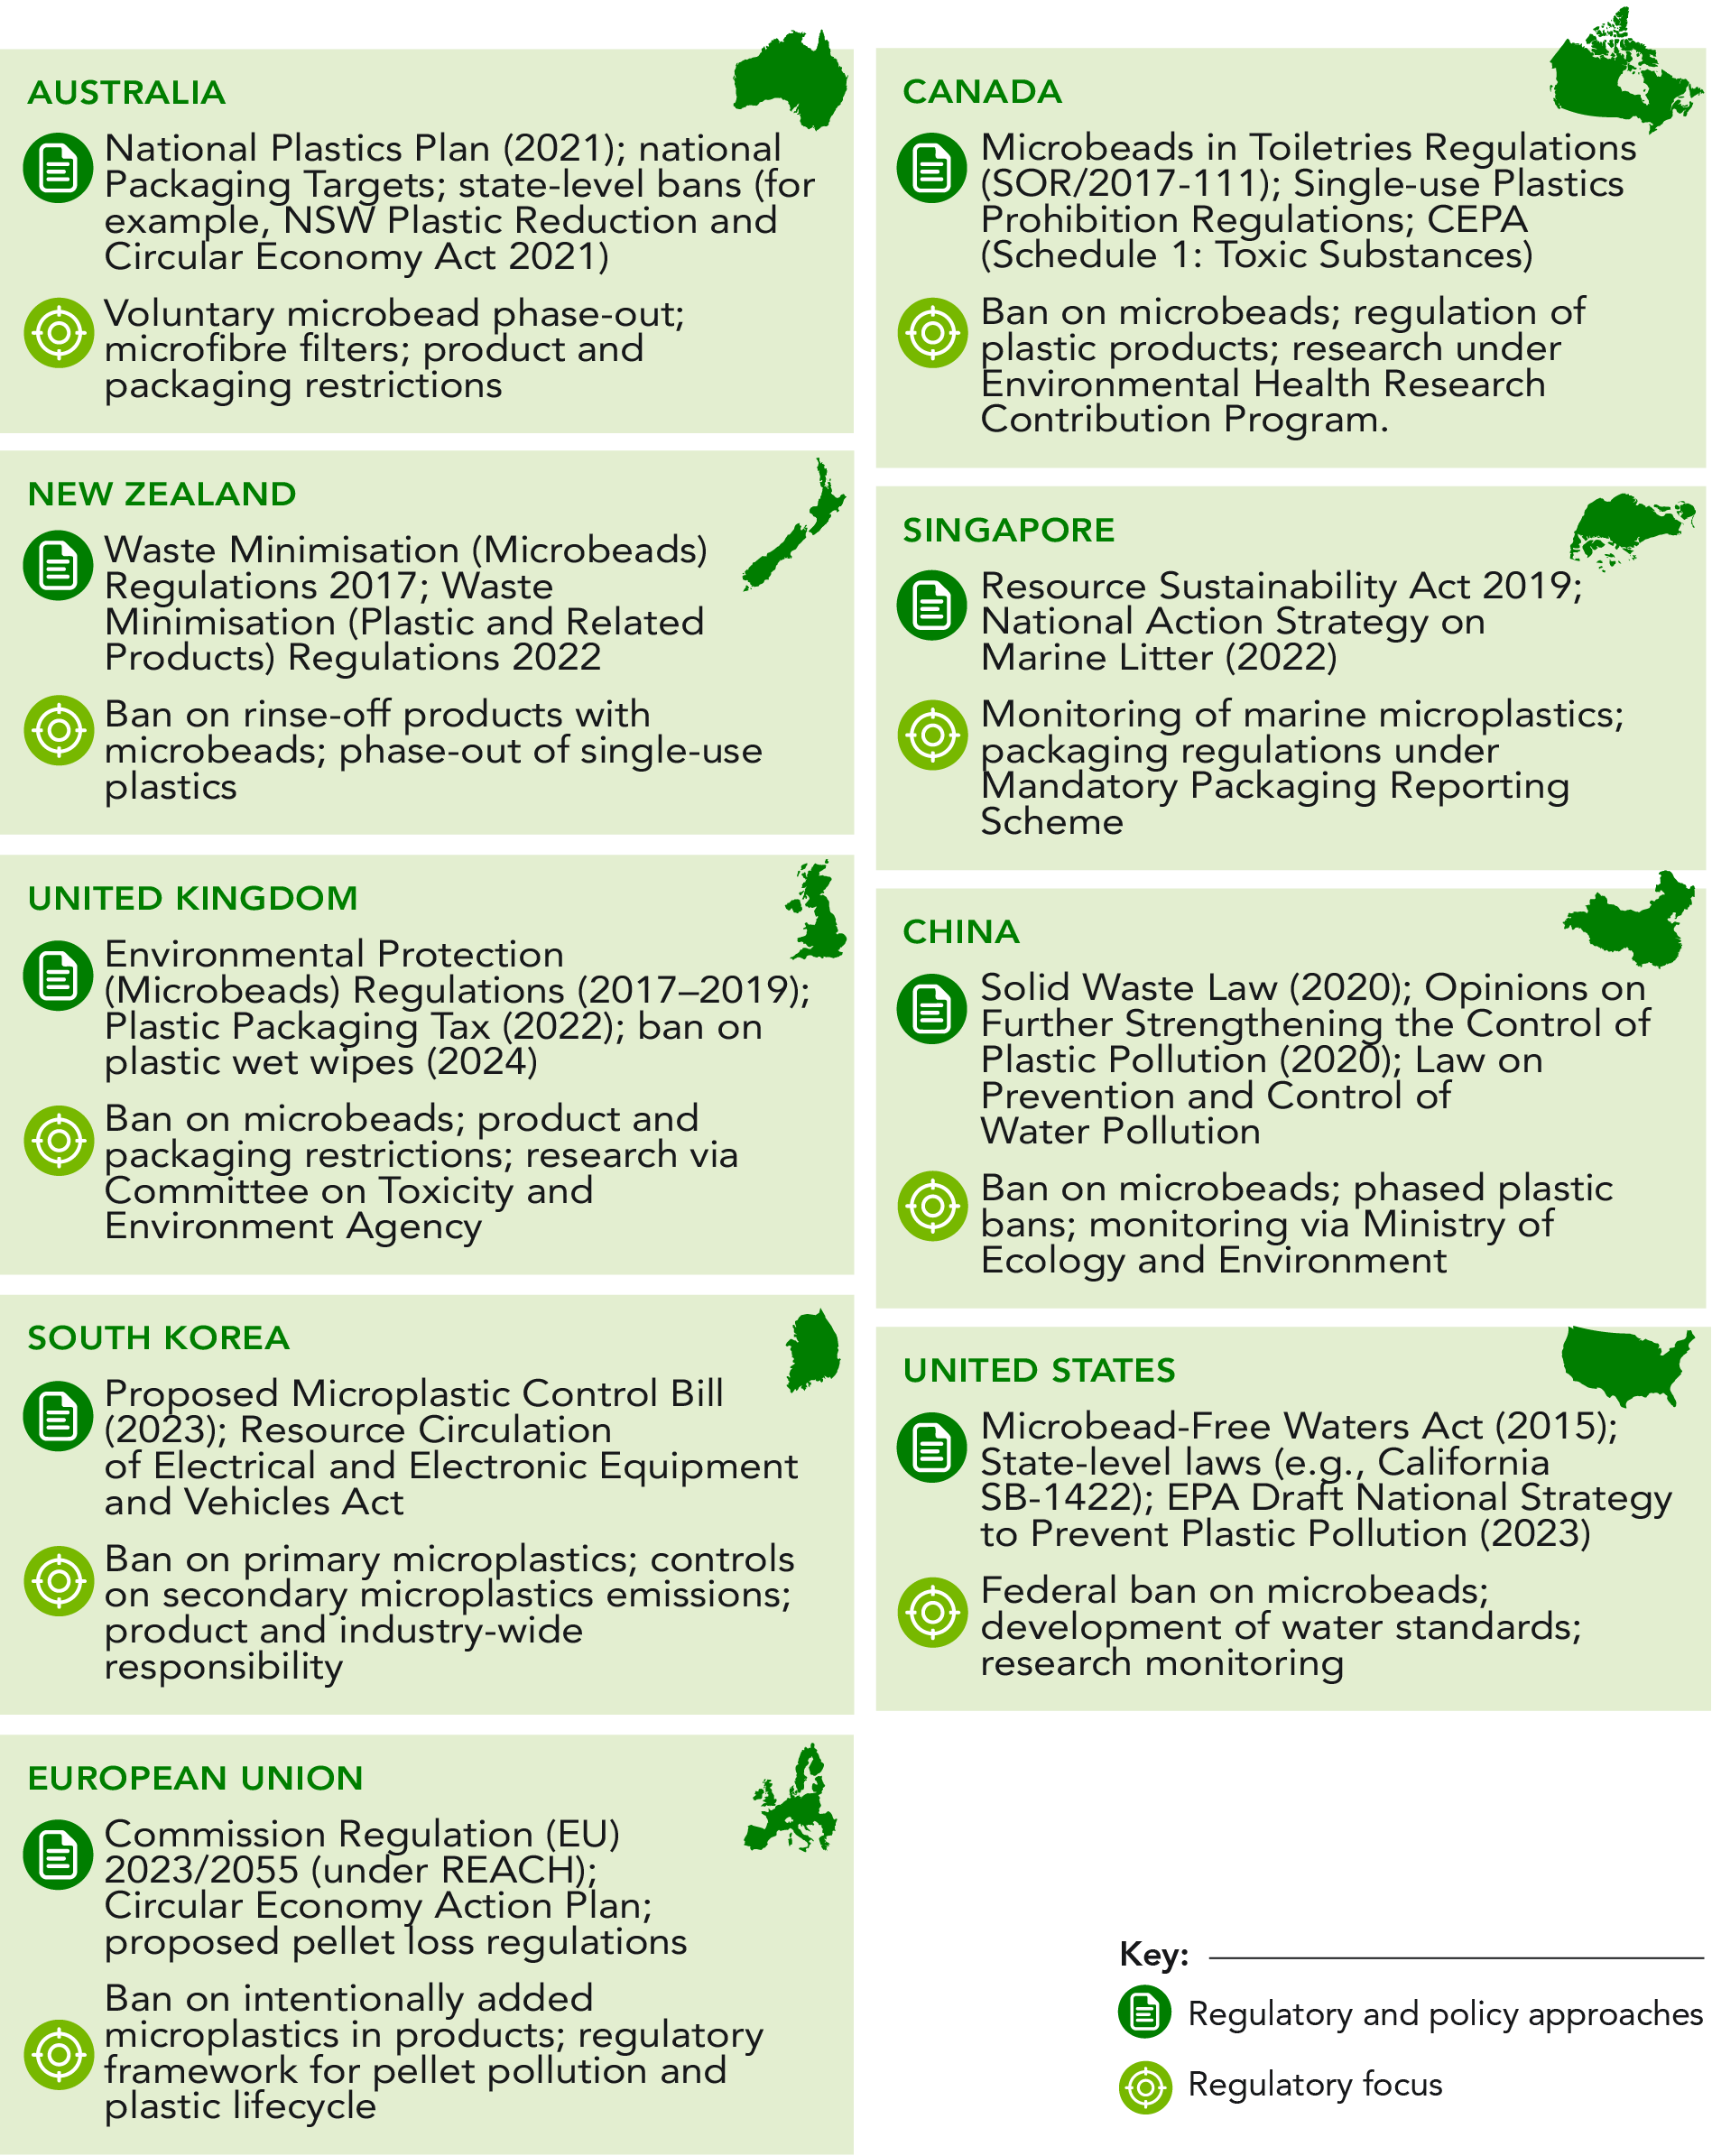 AUSTRALIA
National Plastics Plan (2021); national
Packaging Targets; state-level bans (for
example, NSW Plastic Reduction and
Circular Economy Act 2021)
Voluntary microbead phase-out;
microfibre filters; product and
packaging restrictions
NEW ZEALAND
Waste Minimisation (Microbeads)
Regulations 2017; Waste
Minimisation (Plastic and Related
Products) Regulations 2022
Ban on rinse-off products with
microbeads; phase-out of single-use
plastics
UNITED KINGDOM
Environmental Protection
(Microbeads) Regulations (2017–2019);
Plastic Packaging Tax (2022); ban on
plastic wet wipes (2024)
Ban on microbeads; product and
packaging restrictions; research via
Committee on Toxicity and
Environment Agency
SOUTH KOREA
Proposed Microplastic Control Bill
(2023); Resource Circulation
of Electrical and Electronic Equipment
and Vehicles Act
Ban on primary microplastics; controls
on secondary microplastics emissions;
product and industry-wide
responsibility
EUROPEAN UNION
Commission Regulation (EU)
2023/2055 (under REACH);
Circular Economy Action Plan;
proposed pellet loss regulations
Ban on intentionally added
microplastics in products; regulatory
framework for pellet pollution and
plastic lifecycle
CANADA
Microbeads in Toiletries Regulations
(SOR/2017-111); Single-use Plastics
Prohibition Regulations; CEPA
(Schedule 1: Toxic Substances)
Ban on microbeads; regulation of
plastic products; research under
Environmental Health Research
Contribution Program.
SINGAPORE
Resource Sustainability Act 2019;
National Action Strategy on
Marine Litter (2022)
Monitoring of marine microplastics;
packaging regulations under
Mandatory Packaging Reporting
Scheme
CHINA
Solid Waste Law (2020); Opinions on
Further Strengthening the Control of
Plastic Pollution (2020); Law on
Prevention and Control of
Water Pollution
Ban on microbeads; phased plastic
bans; monitoring via Ministry of
Ecology and Environment
UNITED STATES
Microbead-Free Waters Act (2015);
State-level laws (e.g., California
SB-1422); EPA Draft National Strategy
to Prevent Plastic Pollution (2023)
Federal ban on microbeads;
development of water standards;
research monitoring
Key:
Regulatory and policy approaches
Regulatory focus